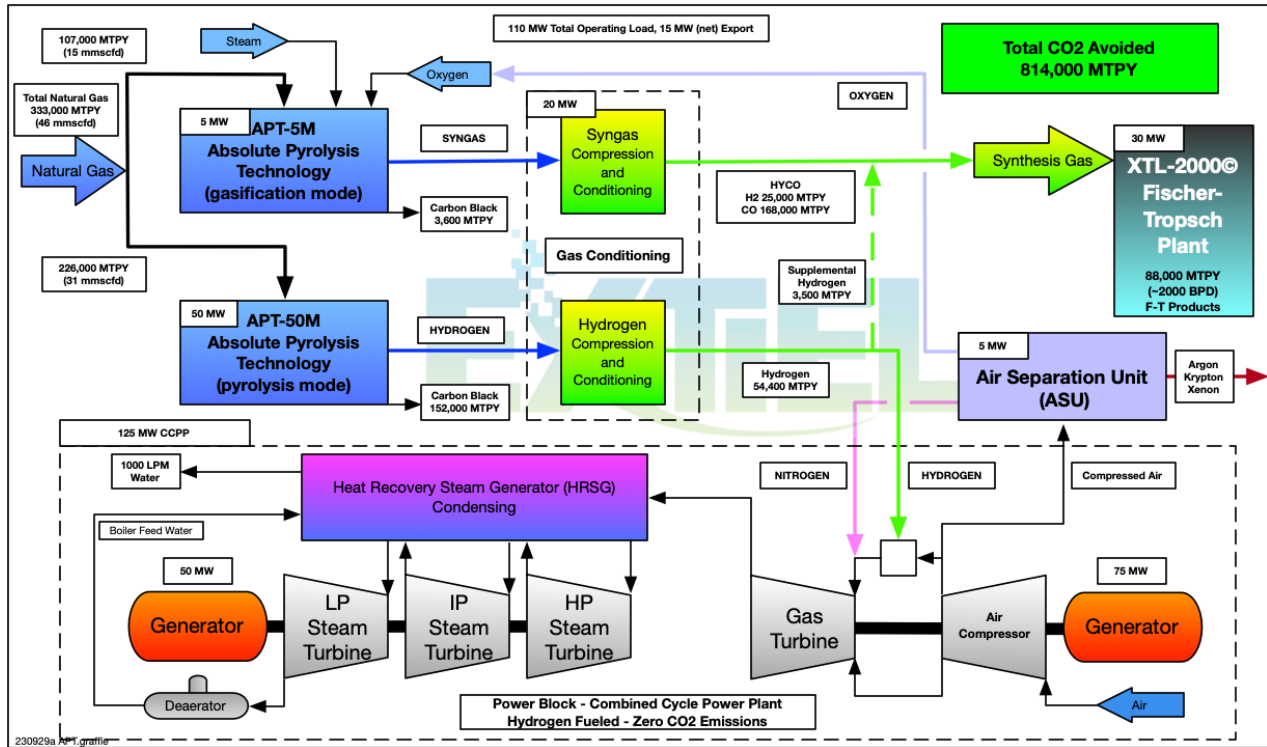 110 MW Total Operating Load, 15 MW (net) Export
107,000 MTPY
(15 mmscfd)
Steam
Oxygen
OXYGEN
Total CO2 Avoided
814,000 MTPY
Total Natural Gas
333,000 MTPY
(46 mmscfd)
Natural Gas
5 MW
APT-5M
Absolute Pyrolysis
Technology
(gasification mode)
SYNGAS
Carbon Black
3,600 MTPY
20 MW
Syngas
Compression
and
Conditioning
Gas Conditioning
HYCO
H2 25,000 MTPY
CO 168,000 MTPY
Synthesis Gas
30 MW
XTL-2000©
Fischer-
Tropsch
Plant
88,000 MTPY
(~2000 BPD)
F-T Products
226,000 MTPY
(31 mmscfd)
50 MW
APT-50M
Absolute Pyrolysis
Technology
(pyrolysis mode)
HYDROGEN
Carbon Black
152,000 MTPY
Hydrogen
Compression
and
Conditioning
Supplemental
Hydrogen
3,500 MTPY
Hydrogen
54,400 MTPY
5 MW
Air Separation Unit
(ASU)
Argon
Krypton
Xenon
EXTIEL
125 MW CCPP
1000 LPM
Water
Heat Recovery Steam Generator (HRSG)
Condensing
NITROGEN
HYDROGEN
Compressed Air
Boiler Feed Water
50 MW
Generator
LP
Steam
Turbine
IP
Steam
Turbine
HP
Steam
Turbine
Gas
Turbine
Air
Compressor
75 MW
Generator
Deaerator
Power Block - Combined Cycle Power Plant
Hydrogen Fueled - Zero CO2 Emissions
Air
230929a APT.graffle